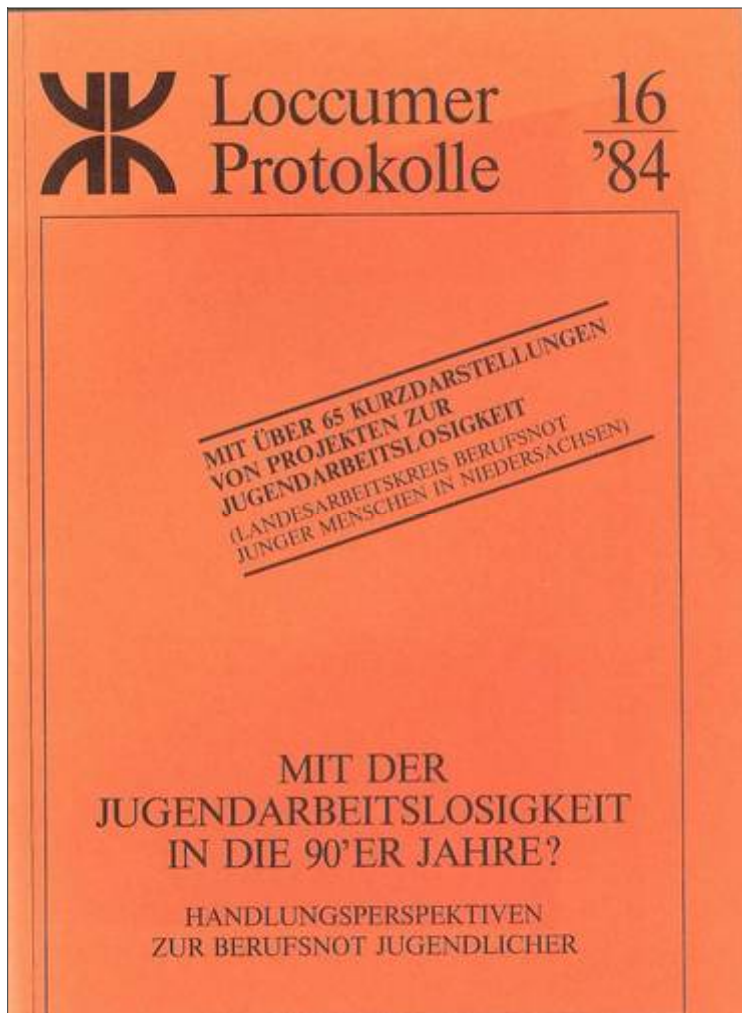 Loccumer
Protokolle
16
'84
MIT ÜBER 65 KURZDARSTELLUNGEN
VON PROJEKTEN ZUR
JUGENDARBEITSLOSIGKEIT
(LANDESARBEITSKREIS BERUFSNOT
JUNGER MENSCHEN IN NIEDERSACHSEN)
MIT DER
JUGENDARBEITSLOSIGKEIT
IN DIE 90'ER JAHRE?
HANDLUNGSPERSPEKTIVEN
ZUR BERUFSNOT JUGENDLICHER